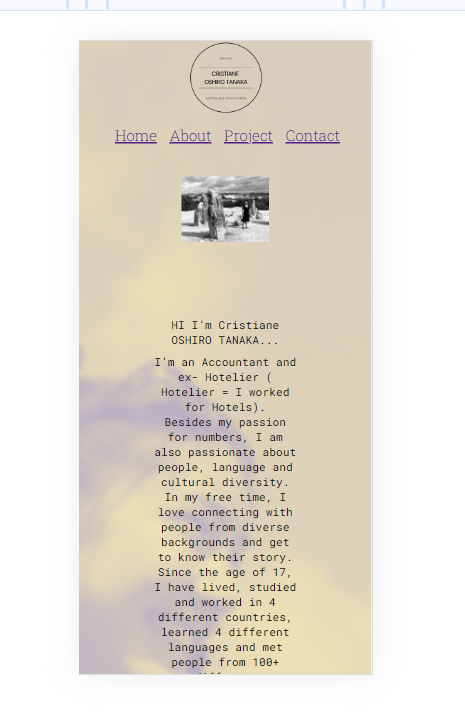 CRISTIANE
OSHIRO TANAKA
Home About Project Contact
HI I'm Cristiane
OSHIRO TANAKA...
I'm an Accountant and
ex- Hotelier (
Hotelier = I worked
for Hotels).
Besides my passion
for numbers, I am
also passionate about
people, language and
cultural diversity.
In my free time, I
love connecting with
people from diverse
backgrounds and get
to know their story.
Since the age of 17,
I have lived, studied
and worked in 4
different countries,
learned 4 different
languages and met
people from 100+